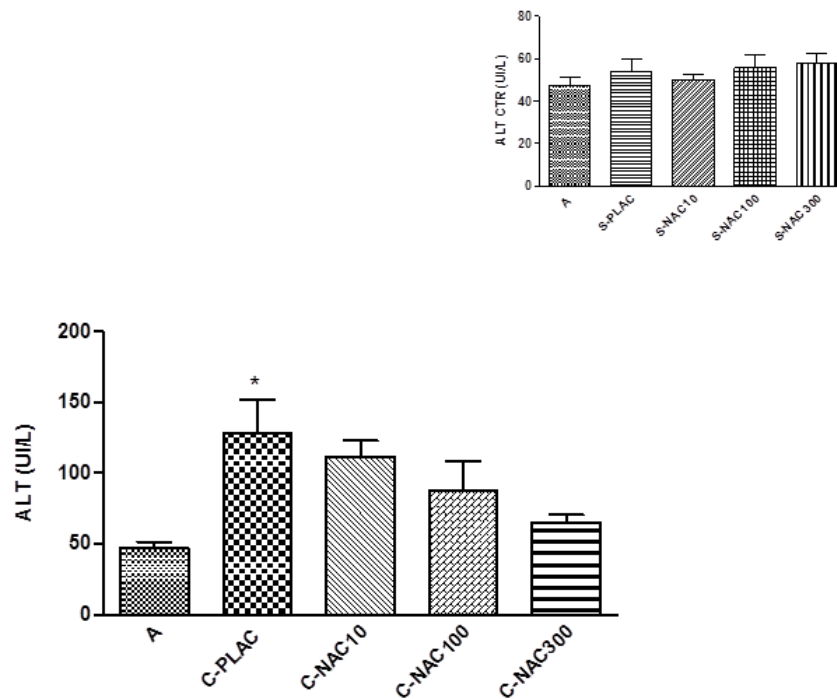 80
60
40
20
0
ALT CTR (UI/L)
A
S-PLAC
S-NAC10
S-NAC100
S-NAC300
200
150
100
50
0
ALT (UI/L)
*
A
C-PLAC
C-NAC10
C-NAC100
C-NAC300